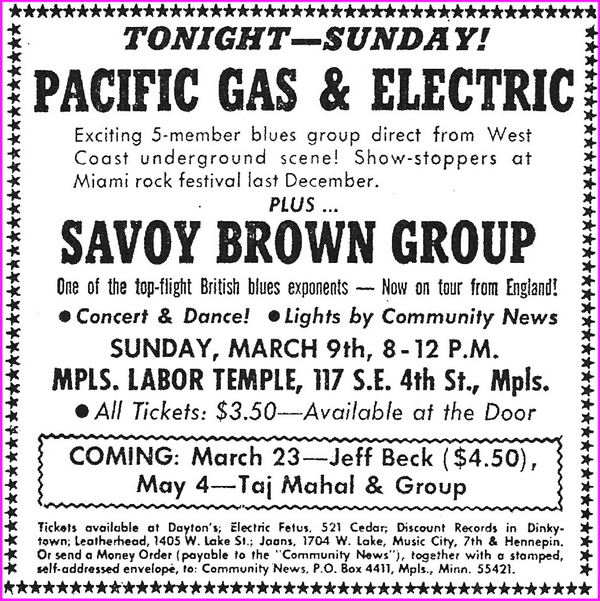 TONIGHT—SUNDAY!
PACIFIC GAS & ELECTRIC
Exciting 5-member blues group direct from West
Coast underground scene! Show-stoppers at
Miami rock festival last December.
PLUS ...
SAVOY BROWN GROUP
One of the top-flight British blues exponents — Now on tour from England!
● Concert & Dance! ● Lights by Community News
SUNDAY, MARCH 9th, 8-12 P.M.
MPLS. LABOR TEMPLE, 117 S.E. 4th St., Mpls.
● All Tickets: $3.50—Available at the Door
COMING: March 23—Jeff Beck ($4.50),
May 4—Taj Mahal & Group
Tickets available at Dayton's; Electric Fetus, 521 Cedar; Discount Records in Dinky-
town; Leatherhead, 1405 W. Lake St.; Joans, 1704 W. Lake, Music City, 7th & Hennepin.
Or send a Money Order (payable to the "Community News"), together with a stamped,
self-addressed envelope, to: Community News, P.O. Box 4411, Mpls., Minn. 55421.